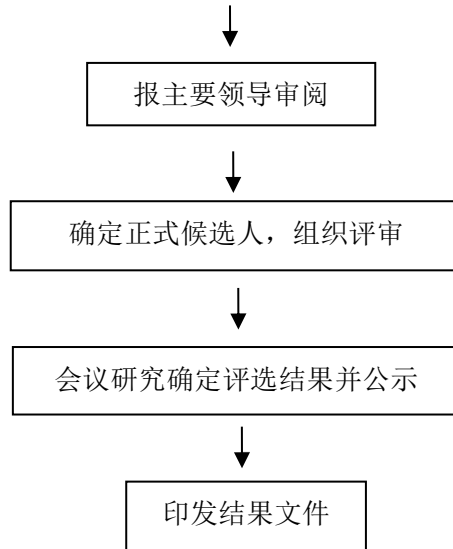 报主要领导审阅
确定正式候选人，组织评审
会议研究确定评选结果并公示
印发结果文件